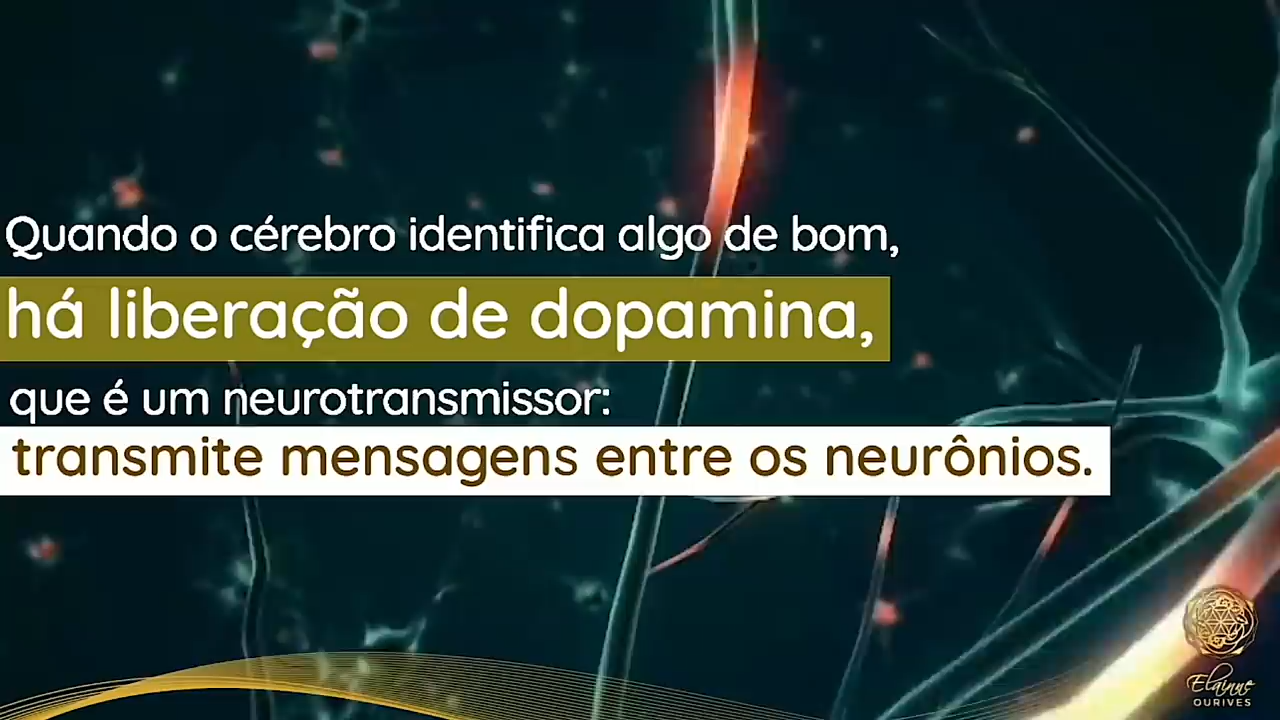 Quando o cérebro identifica algo de bom,
há liberação de dopamina,
que é um neurotransmissor:
transmite mensagens entre os neurônios.
Elainne
OURIVES